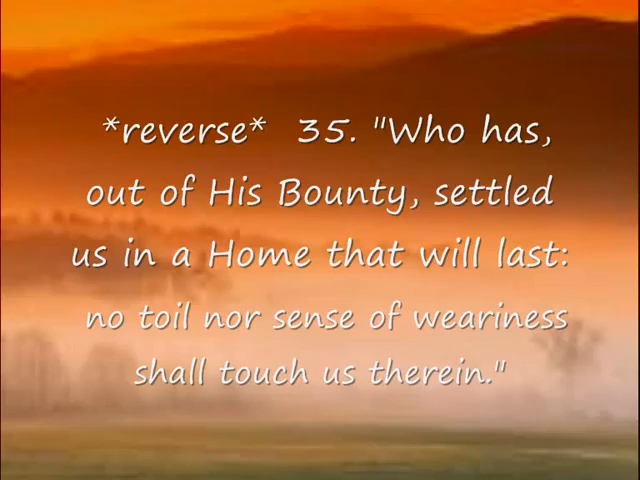 *reverse* 35. "Who has,
out of His Bounty, settled
us in a Home that will last:
no toil nor sense of weariness
shall touch us therein."